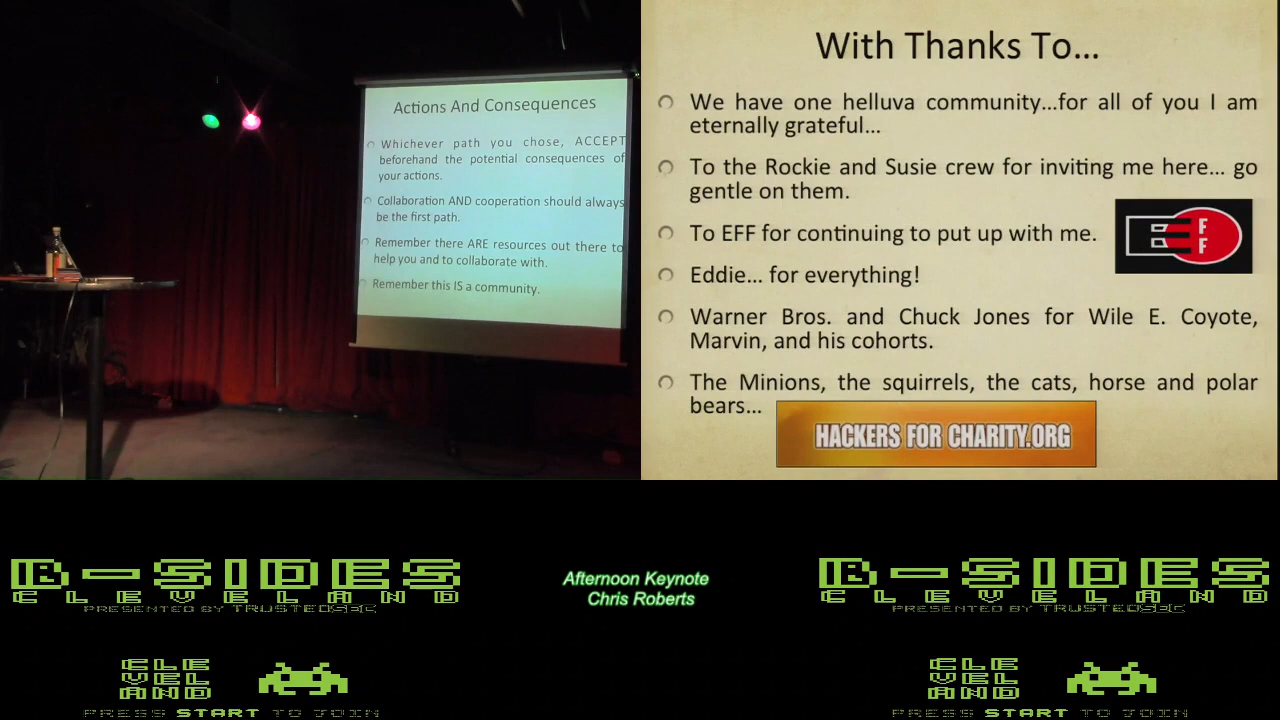 Actions And Consequences
Whichever path you chose, ACCEPT
beforehand the potential consequences of
your actions.
Collaboration AND cooperation should always
be the first path.
Remember there ARE resources out there to
help you and to collaborate with.
Remember this IS a community.
With Thanks To...
We have one helluva community...for all of you I am
eternally grateful...
To the Rockie and Susie crew for inviting me here... go
gentle on them.
To EFF for continuing to put up with me.
EFF
Eddie... for everything!
Warner Bros. and Chuck Jones for Wile E. Coyote,
Marvin, and his cohorts.
The Minions, the squirrels, the cats, horse and polar
bears...
HACKERS FOR CHARITY.ORG
B-SIDES
CLEVELAND
PRESENTED BY TRUSTEDSEC
CLE
VEL
AND
PRESS START TO JOIN
Afternoon Keynote
Chris Roberts
B-SIDES
CLEVELAND
PRESENTED BY TRUSTEDSEC
CLE
VEL
AND
PRESS START TO JOIN